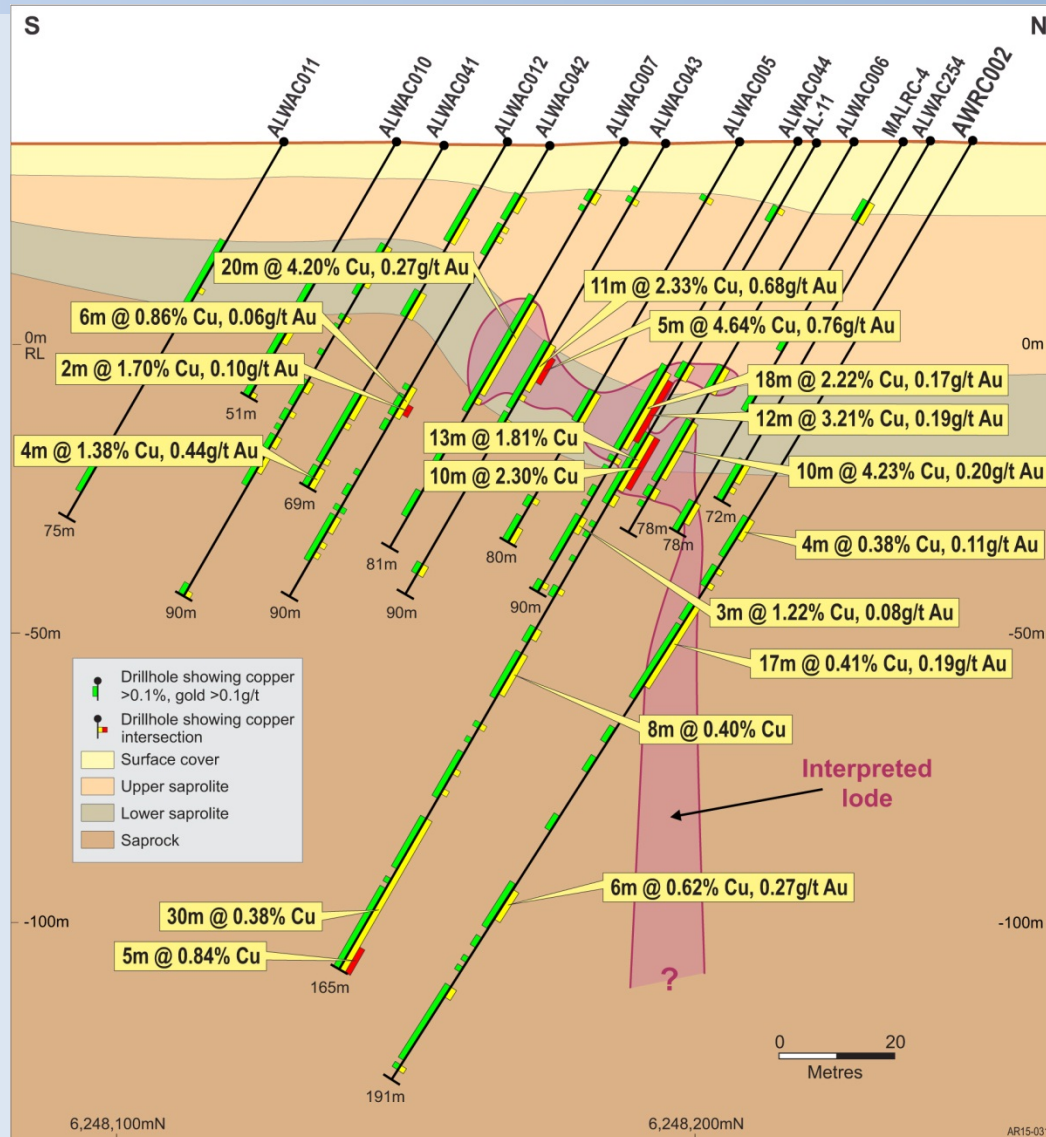 S
N
ALWAC011
ALWAC010
ALWAC041
ALWAC012
ALWAC042
ALWAC007
ALWAC043
ALWAC005
ALWAC044
AL-11
ALWAC006
MALRC-4
ALWAC254
AWRC002
20m @ 4.20% Cu, 0.27g/t Au
11m @ 2.33% Cu, 0.68g/t Au
6m @ 0.86% Cu, 0.06g/t Au
5m @ 4.64% Cu, 0.76g/t Au
0m
RL
0m
2m @ 1.70% Cu, 0.10g/t Au
18m @ 2.22% Cu, 0.17g/t Au
51m
12m @ 3.21% Cu, 0.19g/t Au
13m @ 1.81% Cu
4m @ 1.38% Cu, 0.44g/t Au
10m @ 2.30% Cu
10m @ 4.23% Cu, 0.20g/t Au
69m
75m
72m
78m
78m
81m
80m
4m @ 0.38% Cu, 0.11g/t Au
90m
90m
90m
90m
3m @ 1.22% Cu, 0.08g/t Au
-50m
-50m
17m @ 0.41% Cu, 0.19g/t Au
Drillhole showing copper
>0.1%, gold >0.1g/t
Drillhole showing copper
intersection
Surface cover
Upper saprolite
Lower saprolite
Saprock
8m @ 0.40% Cu
Interpreted
lode
6m @ 0.62% Cu, 0.27g/t Au
30m @ 0.38% Cu
-100m
-100m
5m @ 0.84% Cu
165m
?
0 20
Metres
191m
6,248,100mN
6,248,200mN
AR15-031